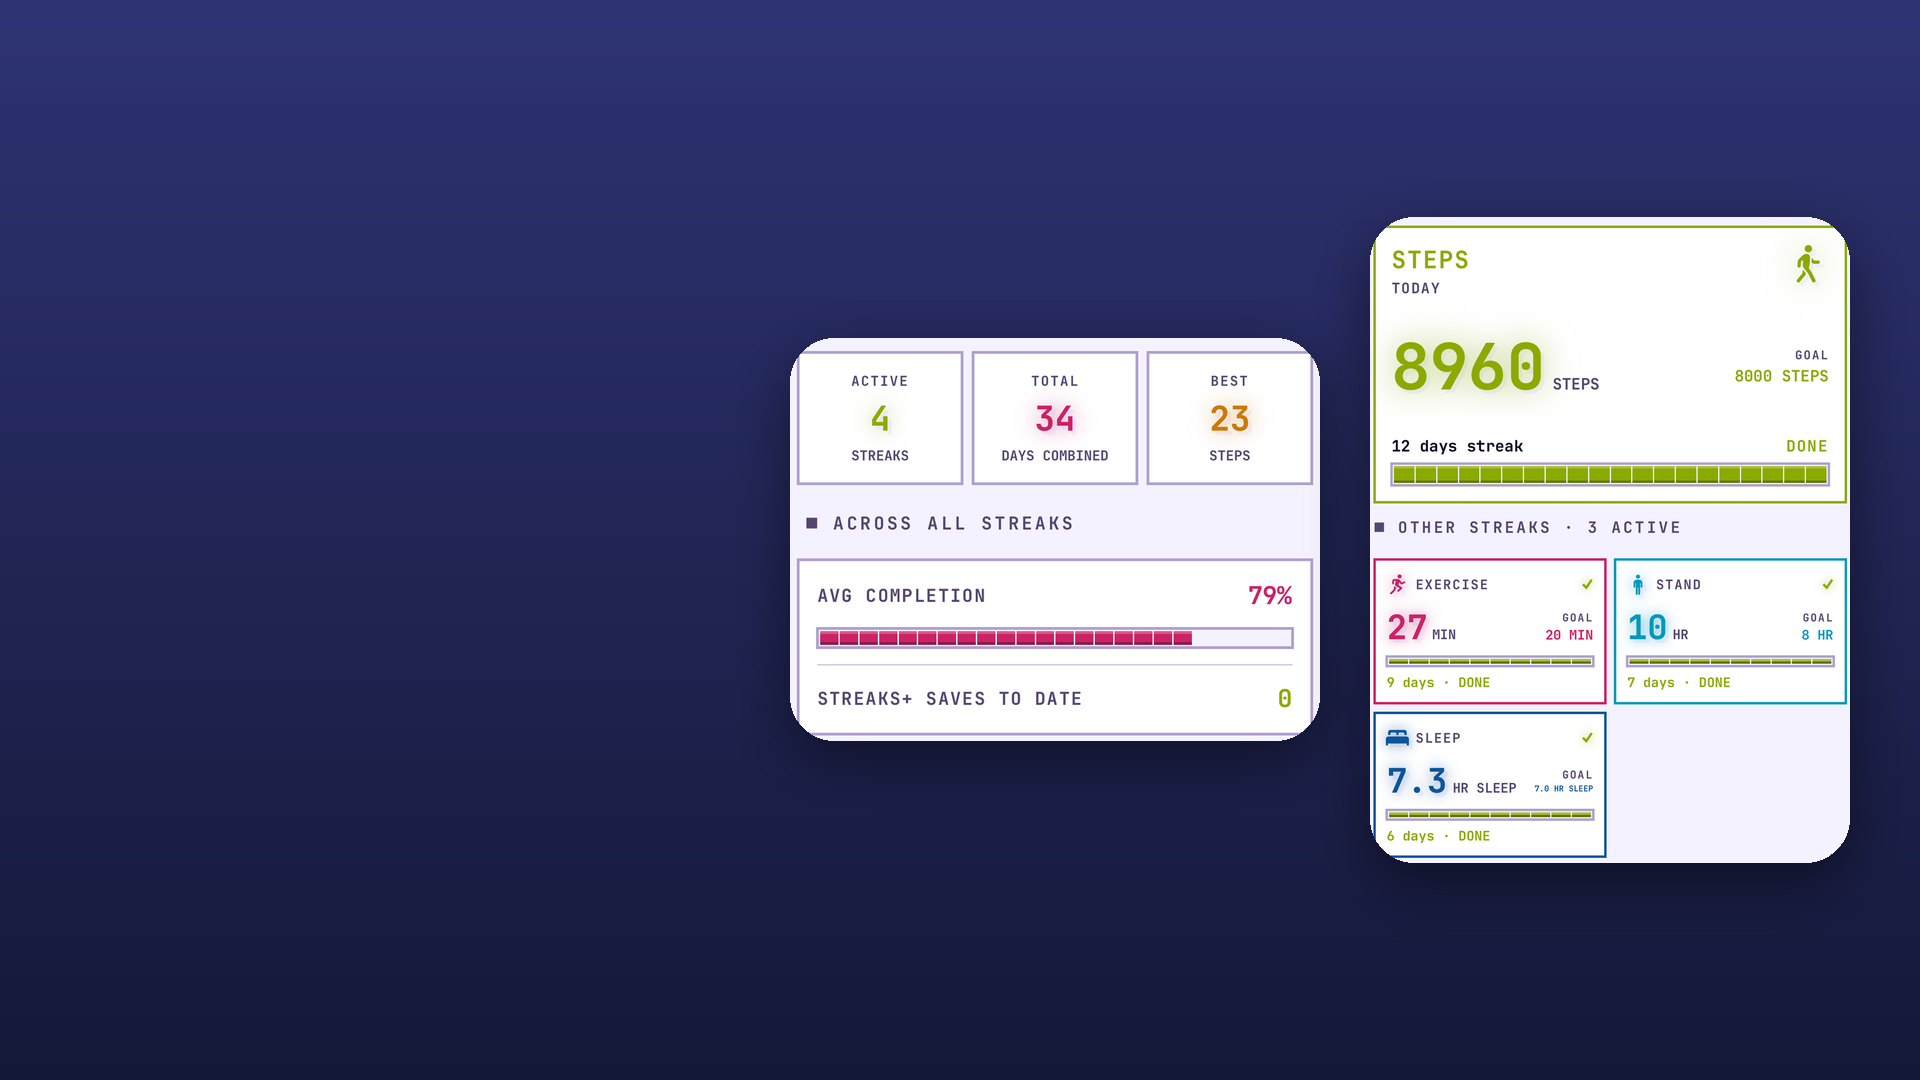 ACTIVE
4
STREAKS
TOTAL
34
DAYS COMBINED
BEST
23
STEPS
ACROSS ALL STREAKS
AVG COMPLETION 79%
STREAKS+ SAVES TO DATE 0
STEPS
TODAY
8960 STEPS
GOAL
8000 STEPS
12 days streak DONE
OTHER STREAKS · 3 ACTIVE
EXERCISE
27 MIN
GOAL
20 MIN
9 days · DONE
STAND
10 HR
GOAL
8 HR
7 days · DONE
SLEEP
7.3 HR SLEEP
GOAL
7.0 HR SLEEP
6 days · DONE